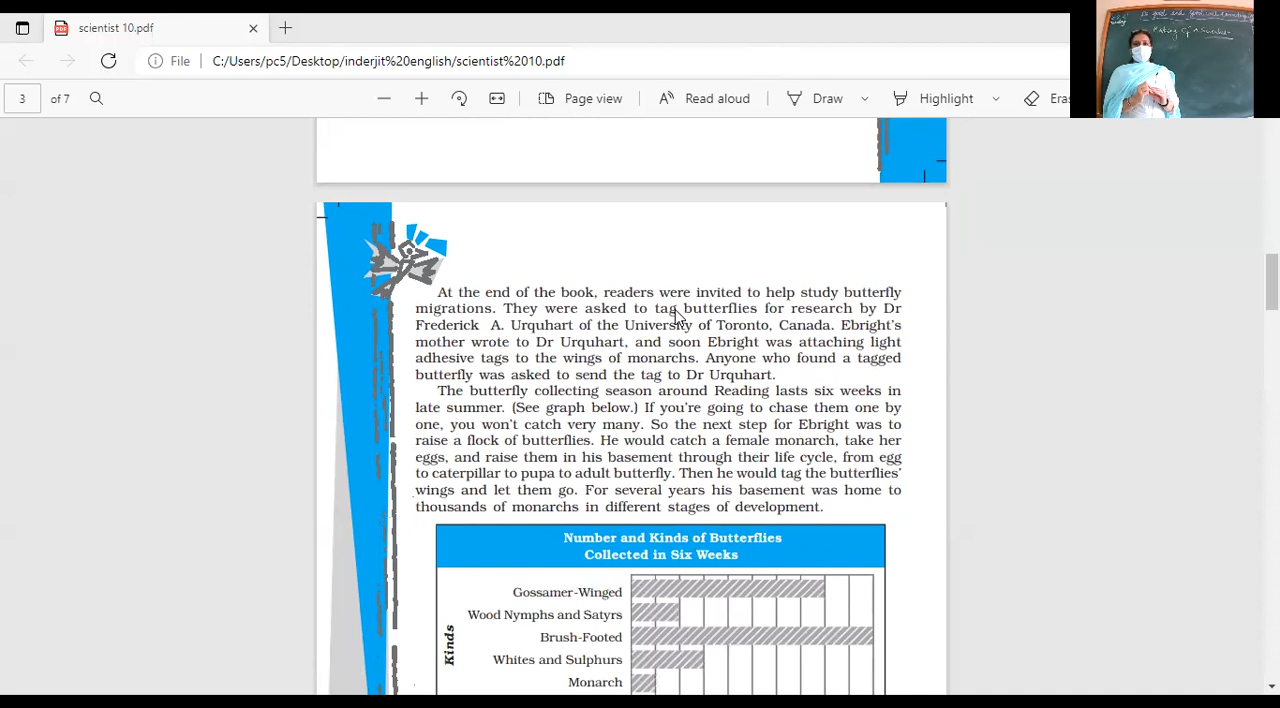 scientist 10.pdf
File
C:/Users/pc5/Desktop/inderjit%20english/scientist%2010.pdf
3 of 7
Page view
Read aloud
Draw
Highlight
Eras
Making of a Scientist
At the end of the book, readers were invited to help study butterfly
migrations. They were asked to tag butterflies for research by Dr
Frederick A. Urquhart of the University of Toronto, Canada. Ebright's
mother wrote to Dr Urquhart, and soon Ebright was attaching light
adhesive tags to the wings of monarchs. Anyone who found a tagged
butterfly was asked to send the tag to Dr Urquhart.
The butterfly collecting season around Reading lasts six weeks in
late summer. (See graph below.) If you're going to chase them one by
one, you won't catch very many. So the next step for Ebright was to
raise a flock of butterflies. He would catch a female monarch, take her
eggs, and raise them in his basement through their life cycle, from egg
to caterpillar to pupa to adult butterfly. Then he would tag the butterflies'
wings and let them go. For several years his basement was home to
thousands of monarchs in different stages of development.
Number and Kinds of Butterflies
Collected in Six Weeks
Kinds
Gossamer-Winged
Wood Nymphs and Satyrs
Brush-Footed
Whites and Sulphurs
Monarch